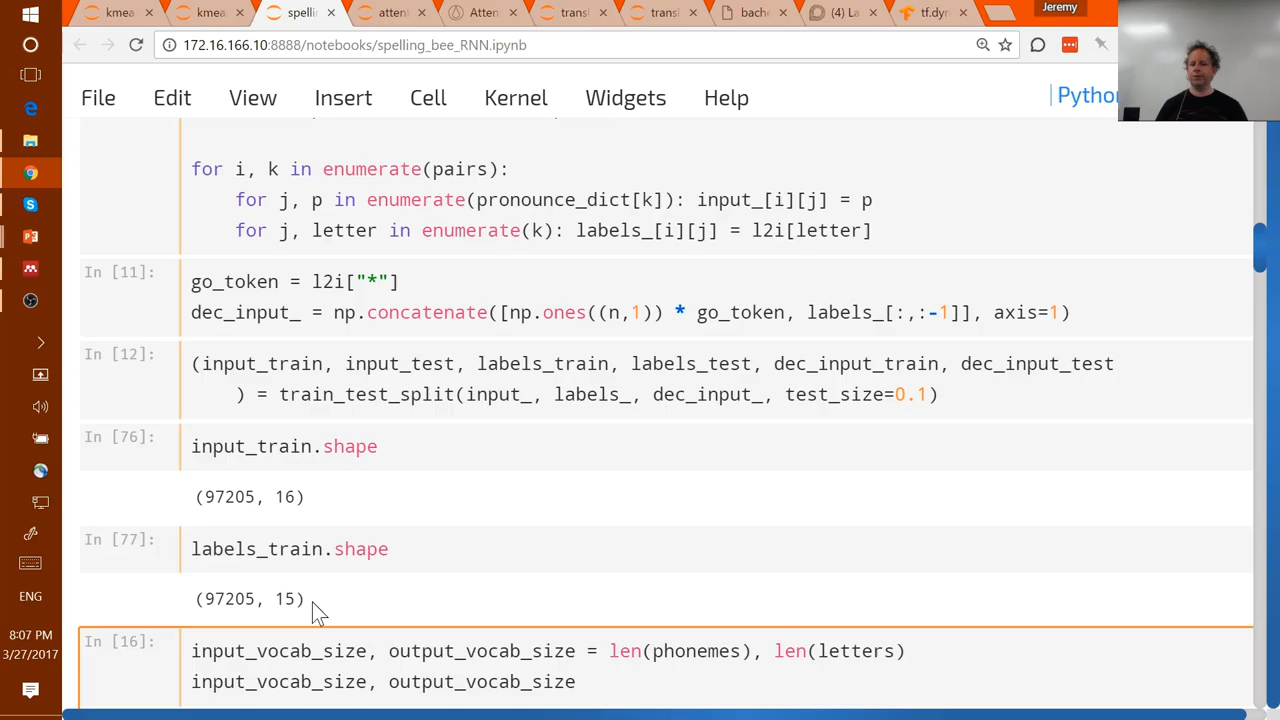 kmea
kmea
spelli
atten
Atten
transl
transl
bache
(4) La
tf.dyn
Jeremy
172.16.166.10:8888/notebooks/spelling_bee_RNN.ipynb
File Edit View Insert Cell Kernel Widgets Help
Pytho
for i, k in enumerate(pairs):
for j, p in enumerate(pronounce_dict[k]): input_[i][j] = p
for j, letter in enumerate(k): labels_[i][j] = l2i[letter]
In [11]:
go_token = l2i["*"]
dec_input_ = np.concatenate([np.ones((n,1)) * go_token, labels_[:,:-1]], axis=1)
In [12]:
(input_train, input_test, labels_train, labels_test, dec_input_train, dec_input_test
) = train_test_split(input_, labels_, dec_input_, test_size=0.1)
In [76]:
input_train.shape
(97205, 16)
In [77]:
labels_train.shape
(97205, 15)
In [16]:
input_vocab_size, output_vocab_size = len(phonemes), len(letters)
input_vocab_size, output_vocab_size
ENG
8:07 PM
3/27/2017